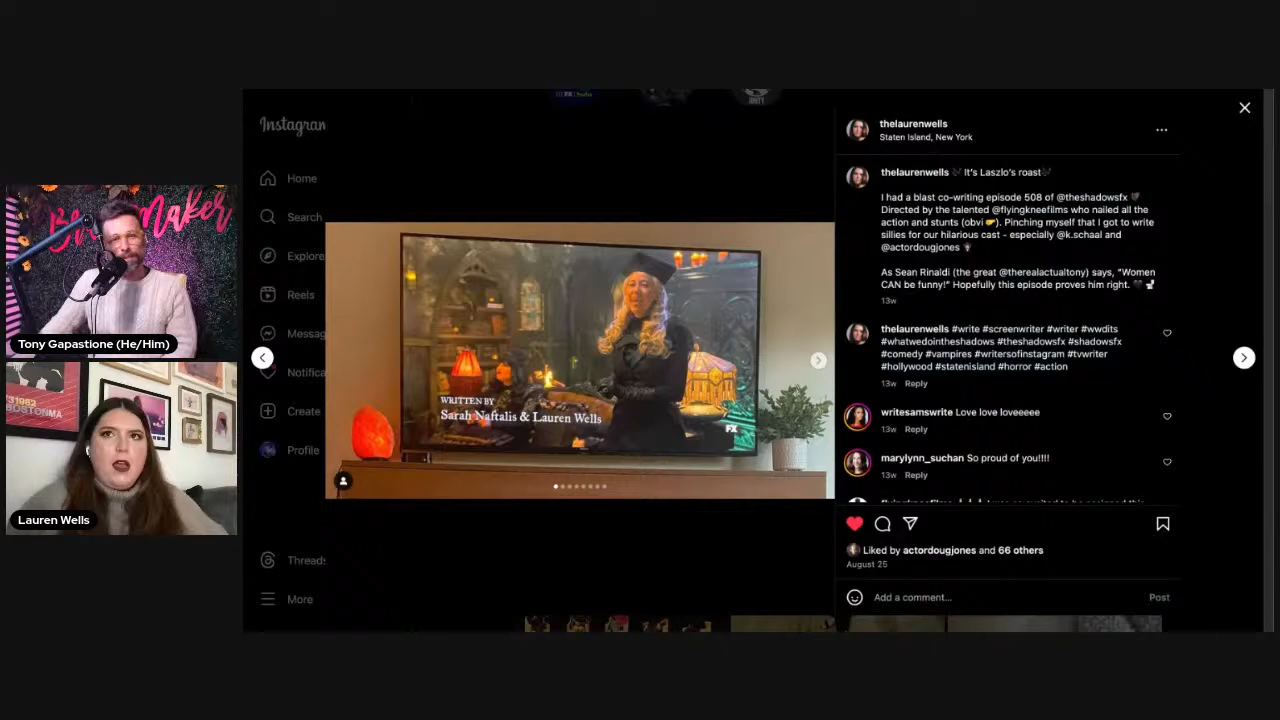 BlueMaker
Tony Gapastione (He/Him)
31982
BOSTONMA
Lauren Wells
Instagram
Home
Search
Explore
Reels
Messag
Notifica
Create
Profile
Threads
More
WRITTEN BY
Sarah Naftalis & Lauren Wells
FX
thelaurenwells
Staten Island, New York
thelaurenwells 🦇 It's Laszlo's roast🦇
I had a blast co-writing episode 508 of @theshadowsfx
Directed by the talented @flyingkneefilms who nailed all the
action and stunts (obvi 🤛). Pinching myself that I got to write
sillies for our hilarious cast - especially @k.schaal and
@actordougjones
As Sean Rinaldi (the great @therealactualtony) says, "Women
CAN be funny!" Hopefully this episode proves him right. 🖤
13w
thelaurenwells #write #screenwriter #writer #wwdits
#whatwedointheshadows #theshadowsfx #shadowsfx
#comedy #vampires #writersofinstagram #tvwriter
#hollywood #statenisland #horror #action
13w Reply
writesamswrite Love love loveeeee
13w Reply
marylynn_suchan So proud of you!!!!
13w Reply
Liked by actordougjones and 66 others
August 25
Add a comment...
Post